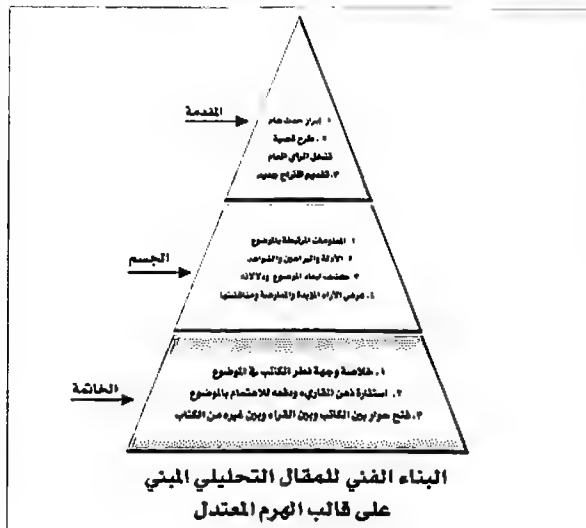 المقدمة
١. إبراز حدث هام
٢. طرح قضية
تشغل الرأي العام
٣. تقديم اقتراح جديد
الجسم
١. المعلومات المرتبطة بالموضوع
٢. الأدلة والبراهين والشواهد
٣. كشف أبعاد الموضوع ودلالاته
٤. عرض الآراء المؤيدة والمعارضة ومناقشتها
الخاتمة
١. خلاصة وجهة نظر الكاتب في الموضوع
٢. استثارة ذهن القاريء ودفعه للاهتمام بالموضوع
٣. فتح حوار بين الكاتب وبين القراء وبين غيره من الكتاب
البناء الفني للمقال التحليلي المبني
على قالب الهرم المعتدل